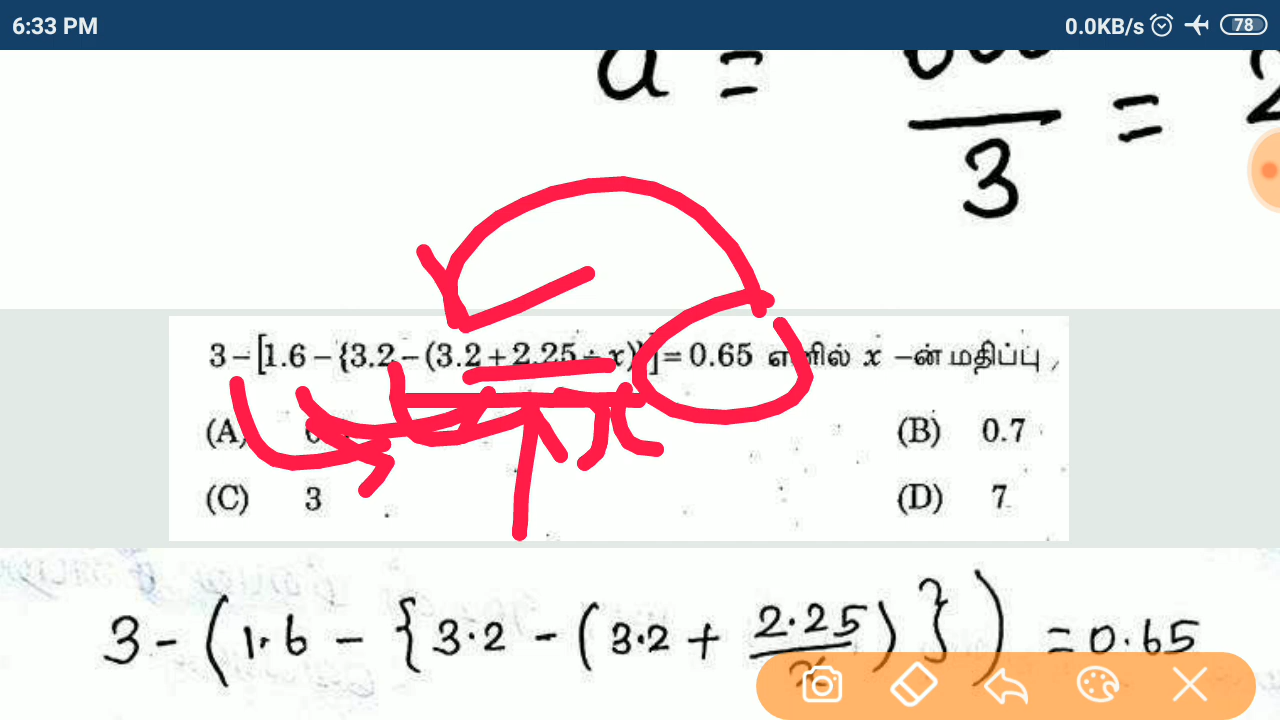 6:33 PM 0.0KB/s 78
a =
3 =
3 – [1.6 – {3.2 – (3.2 + 2.25 ÷ x)}] = 0.65 எனில் x –ன் மதிப்பு
(A) (B) 0.7
(C) 3 (D) 7
3 - ( 1.6 - { 3.2 - ( 3.2 + 2.25 / x ) } ) = 0.65